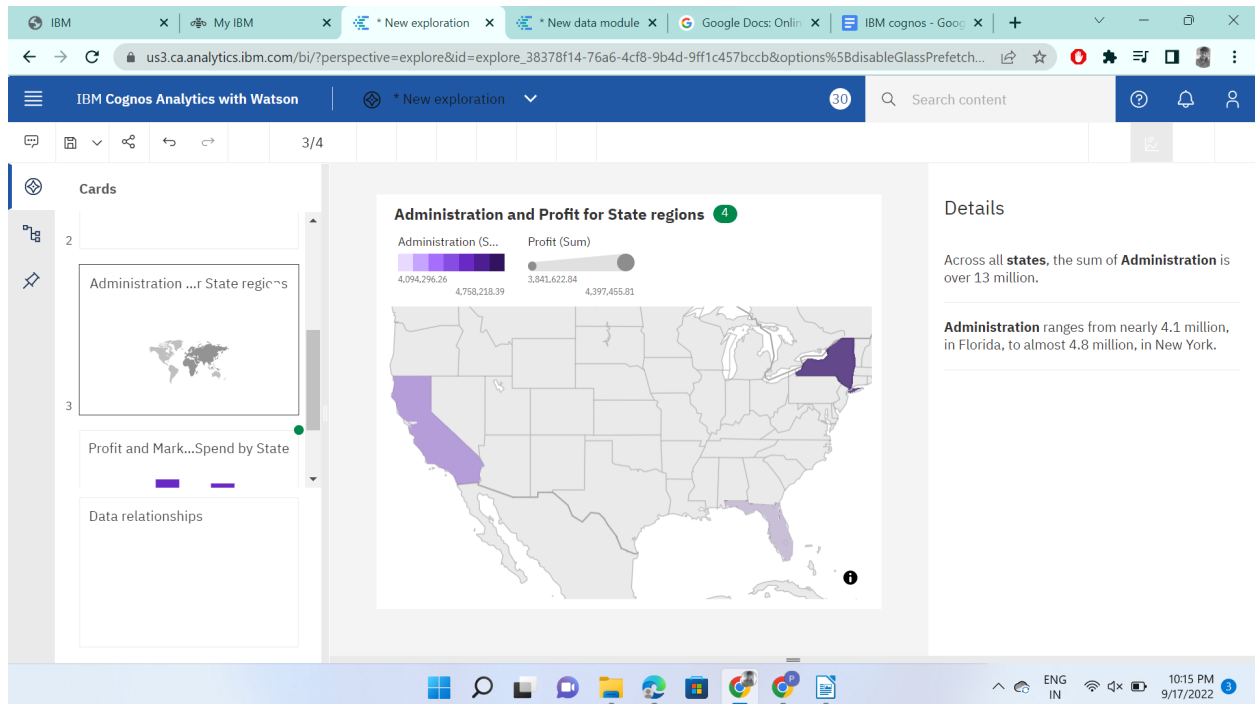 IBM
My IBM
* New exploration
* New data module
Google Docs: Onlin
IBM cognos - Goog
us3.ca.analytics.ibm.com/bi/?perspective=explore&id=explore_38378f14-76a6-4cf8-9b4d-9ff1c457bccb&options%5BdisableGlassPrefetch...
IBM Cognos Analytics with Watson
* New exploration
30
Search content
3/4
Cards
2
Administration ...r State regions
3
Profit and Mark...Spend by State
Data relationships
Administration and Profit for State regions 4
Administration (S... Profit (Sum)
4,094,296.26 3,841,622.84
4,758,218.39 4,397,455.81
Details
Across all states, the sum of Administration is
over 13 million.
Administration ranges from nearly 4.1 million,
in Florida, to almost 4.8 million, in New York.
P
ENG
IN
10:15 PM
9/17/2022
3